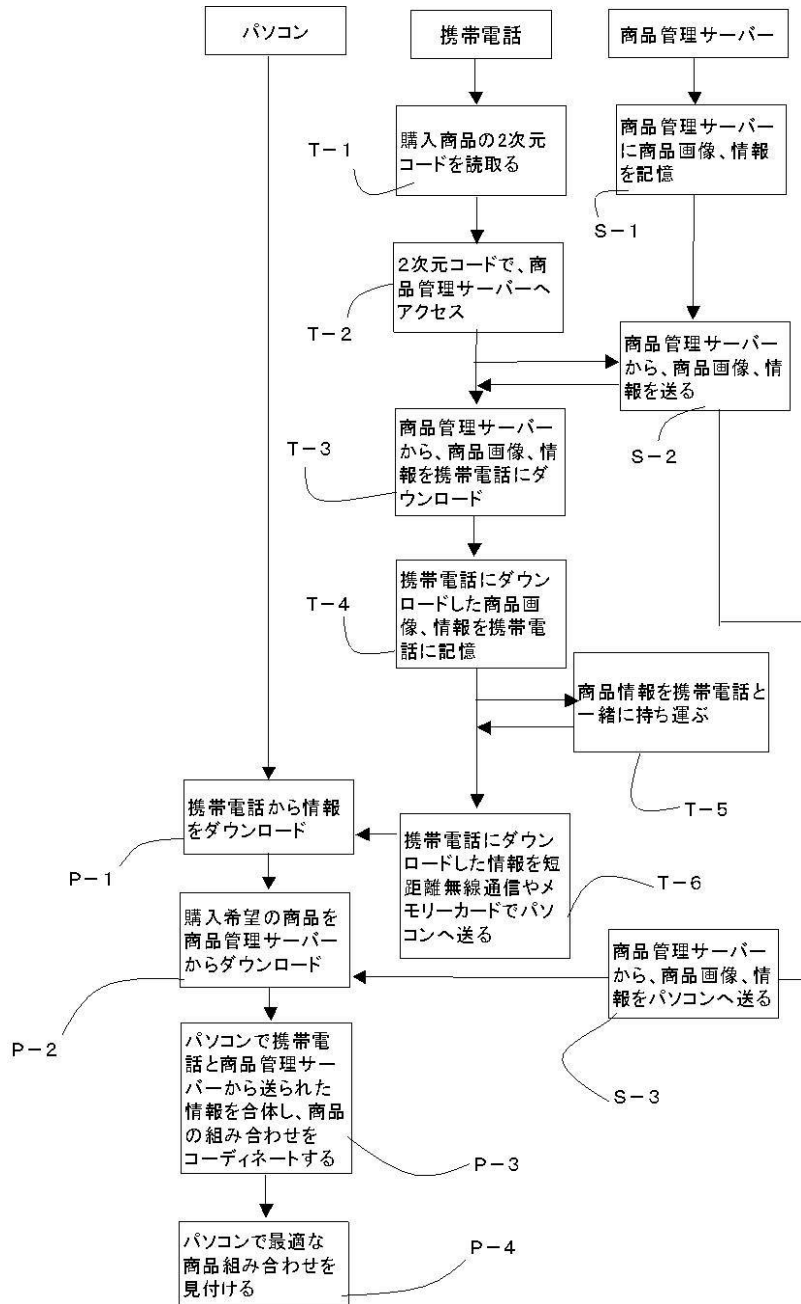 パソコン
携帯電話
商品管理サーバー
購入商品の2次元
コードを読取る
T-1
商品管理サーバー
に商品画像、情報
を記憶
S-1
2次元コードで、商
品管理サーバーへ
アクセス
T-2
商品管理サーバー
から、商品画像、情
報を送る
S-2
商品管理サーバー
から、商品画像、情
報を携帯電話にダ
ウンロード
T-3
携帯電話にダウン
ロードした商品画
像、情報を携帯電
話に記憶
T-4
商品情報を携帯電話と
一緒に持ち運ぶ
T-5
携帯電話から情報
をダウンロード
P-1
携帯電話にダウン
ロードした情報を短
距離無線通信やメ
モリーカードでパソ
コンへ送る
T-6
購入希望の商品を
商品管理サーバー
からダウンロード
P-2
商品管理サーバー
から、商品画像、情
報をパソコンへ送る
S-3
パソコンで携帯電
話と商品管理サー
バーから送られた
情報を合体し、商品
の組み合わせを
コーディネートする
P-3
パソコンで最適な
商品組み合わせを
見付ける
P-4